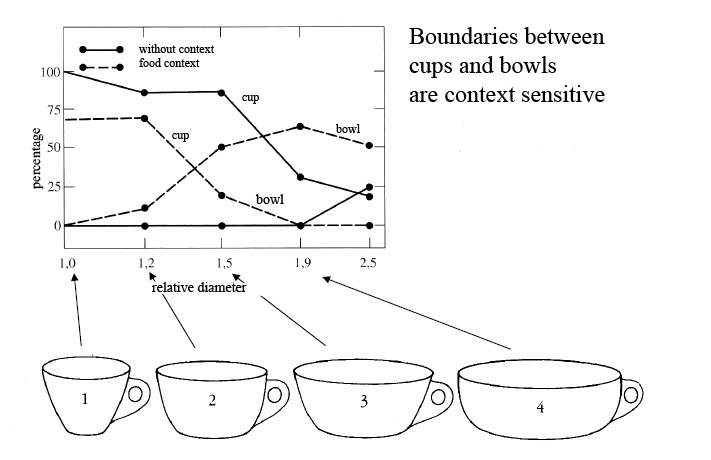 Boundaries between
cups and bowls
are context sensitive
without context
food context
100
75
50
25
0
percentage
cup
cup
bowl
bowl
1,0
1,2
1,5
1,9
2,5
relative diameter
1
2
3
4